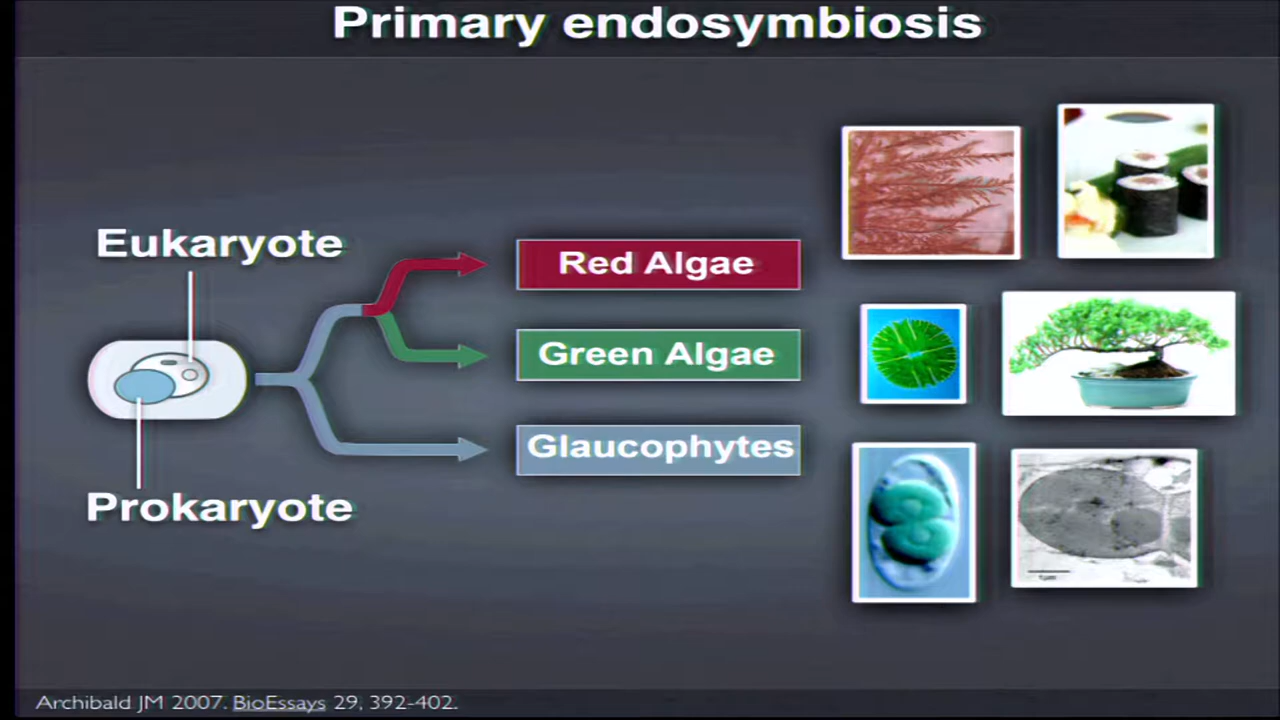 Primary endosymbiosis
Eukaryote
Prokaryote
Red Algae
Green Algae
Glaucophytes
Archibald JM 2007. BioEssays 29, 392-402.